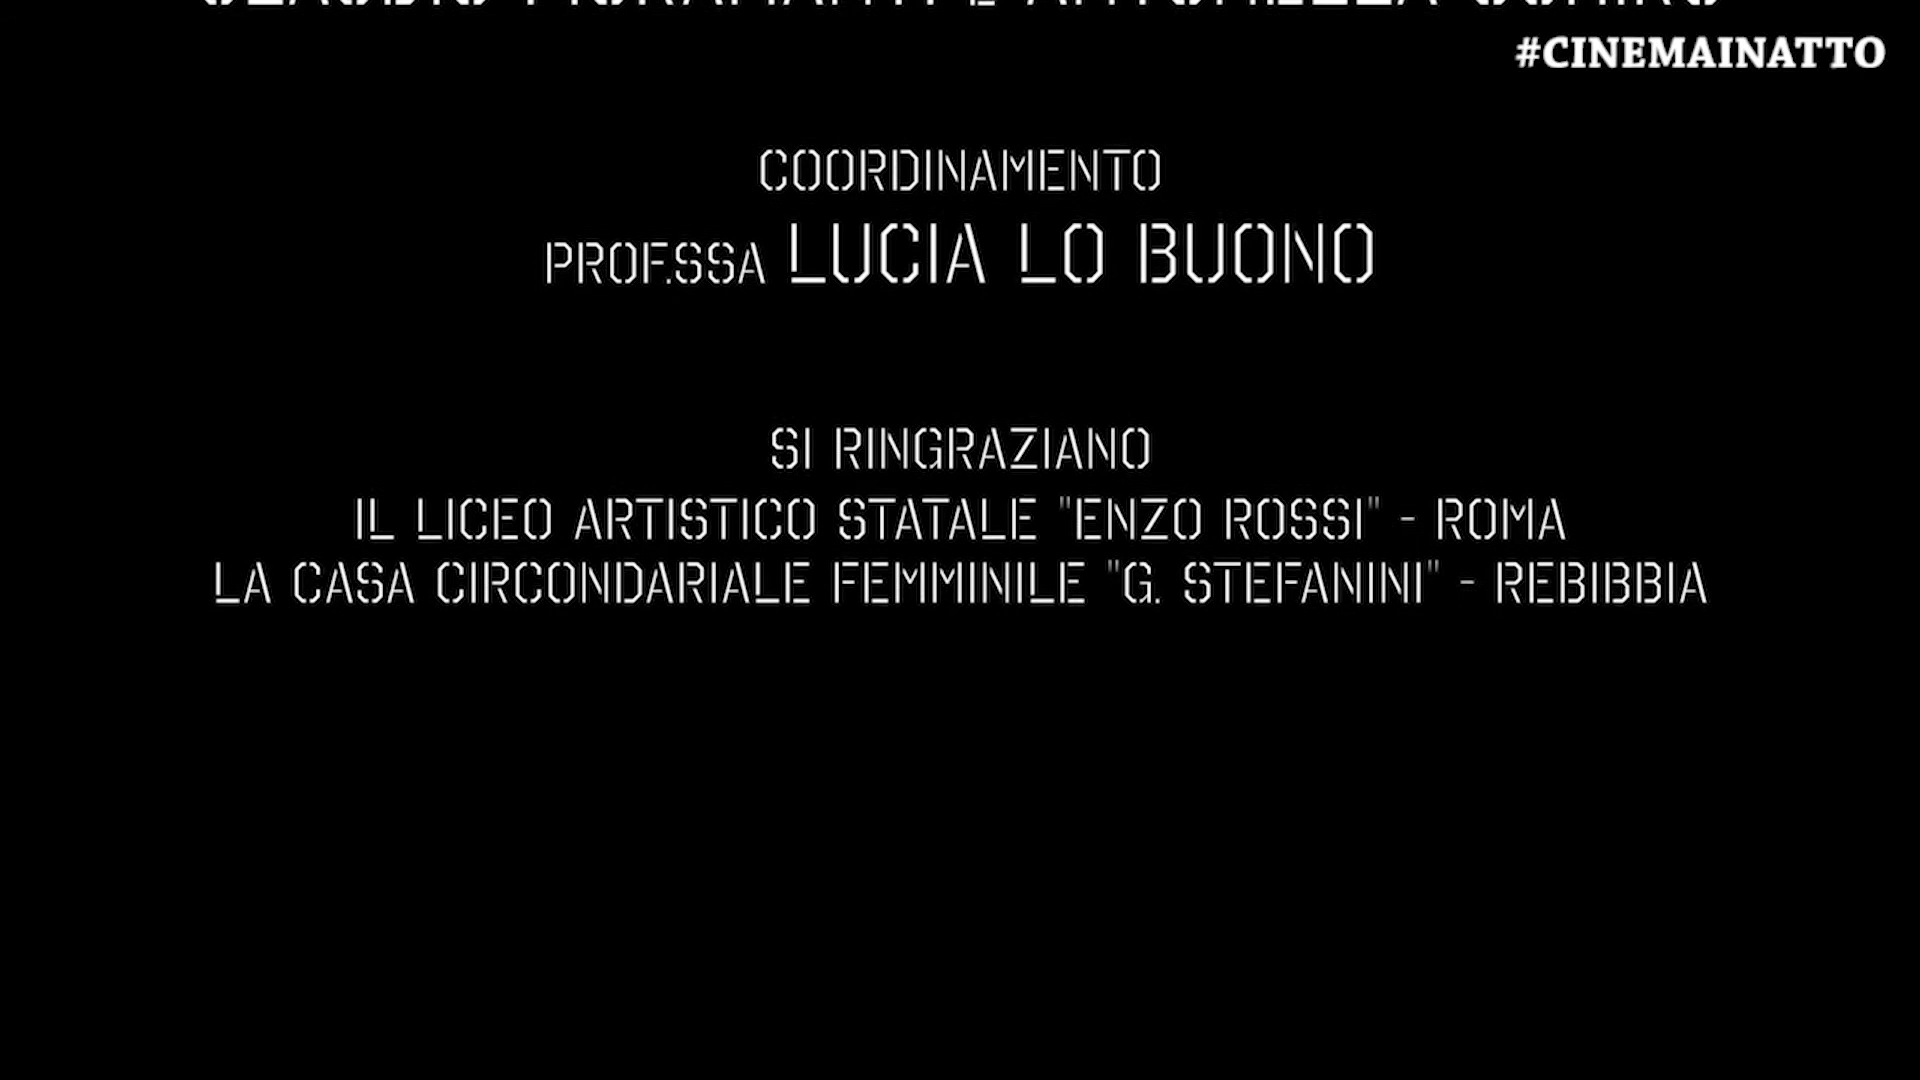 #CINEMAINATTO
COORDINAMENTO
PROF.SSA LUCIA LO BUONO
SI RINGRAZIANO
IL LICEO ARTISTICO STATALE "ENZO ROSSI" - ROMA
LA CASA CIRCONDARIALE FEMMINILE "G. STEFANINI" - REBIBBIA